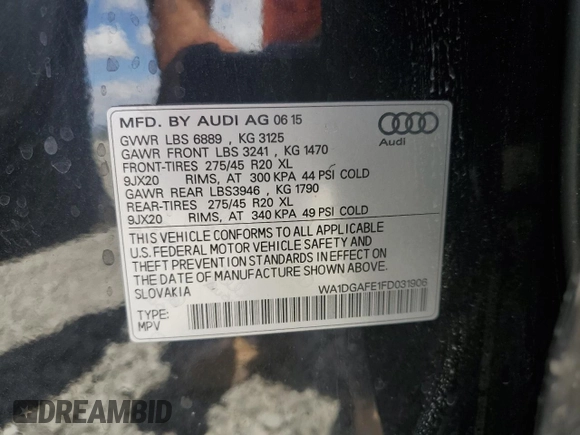 MFD. BY AUDI AG 06 15
GVWR LBS 6889 , KG 3125
GAWR FRONT LBS 3241 , KG 1470
FRONT-TIRES 275/45 R20 XL
9JX20 RIMS, AT 300 KPA 44 PSI COLD
GAWR REAR LBS3946 , KG 1790
REAR-TIRES 275/45 R20 XL
9JX20 RIMS, AT 340 KPA 49 PSI COLD
Audi
THIS VEHICLE CONFORMS TO ALL APPLICABLE
U.S. FEDERAL MOTOR VEHICLE SAFETY AND
THEFT PREVENTION STANDARDS IN EFFECT ON
THE DATE OF MANUFACTURE SHOWN ABOVE.
SLOVAKIA
WA1DGAFE1FD031906
TYPE:
MPV
DREAMBID